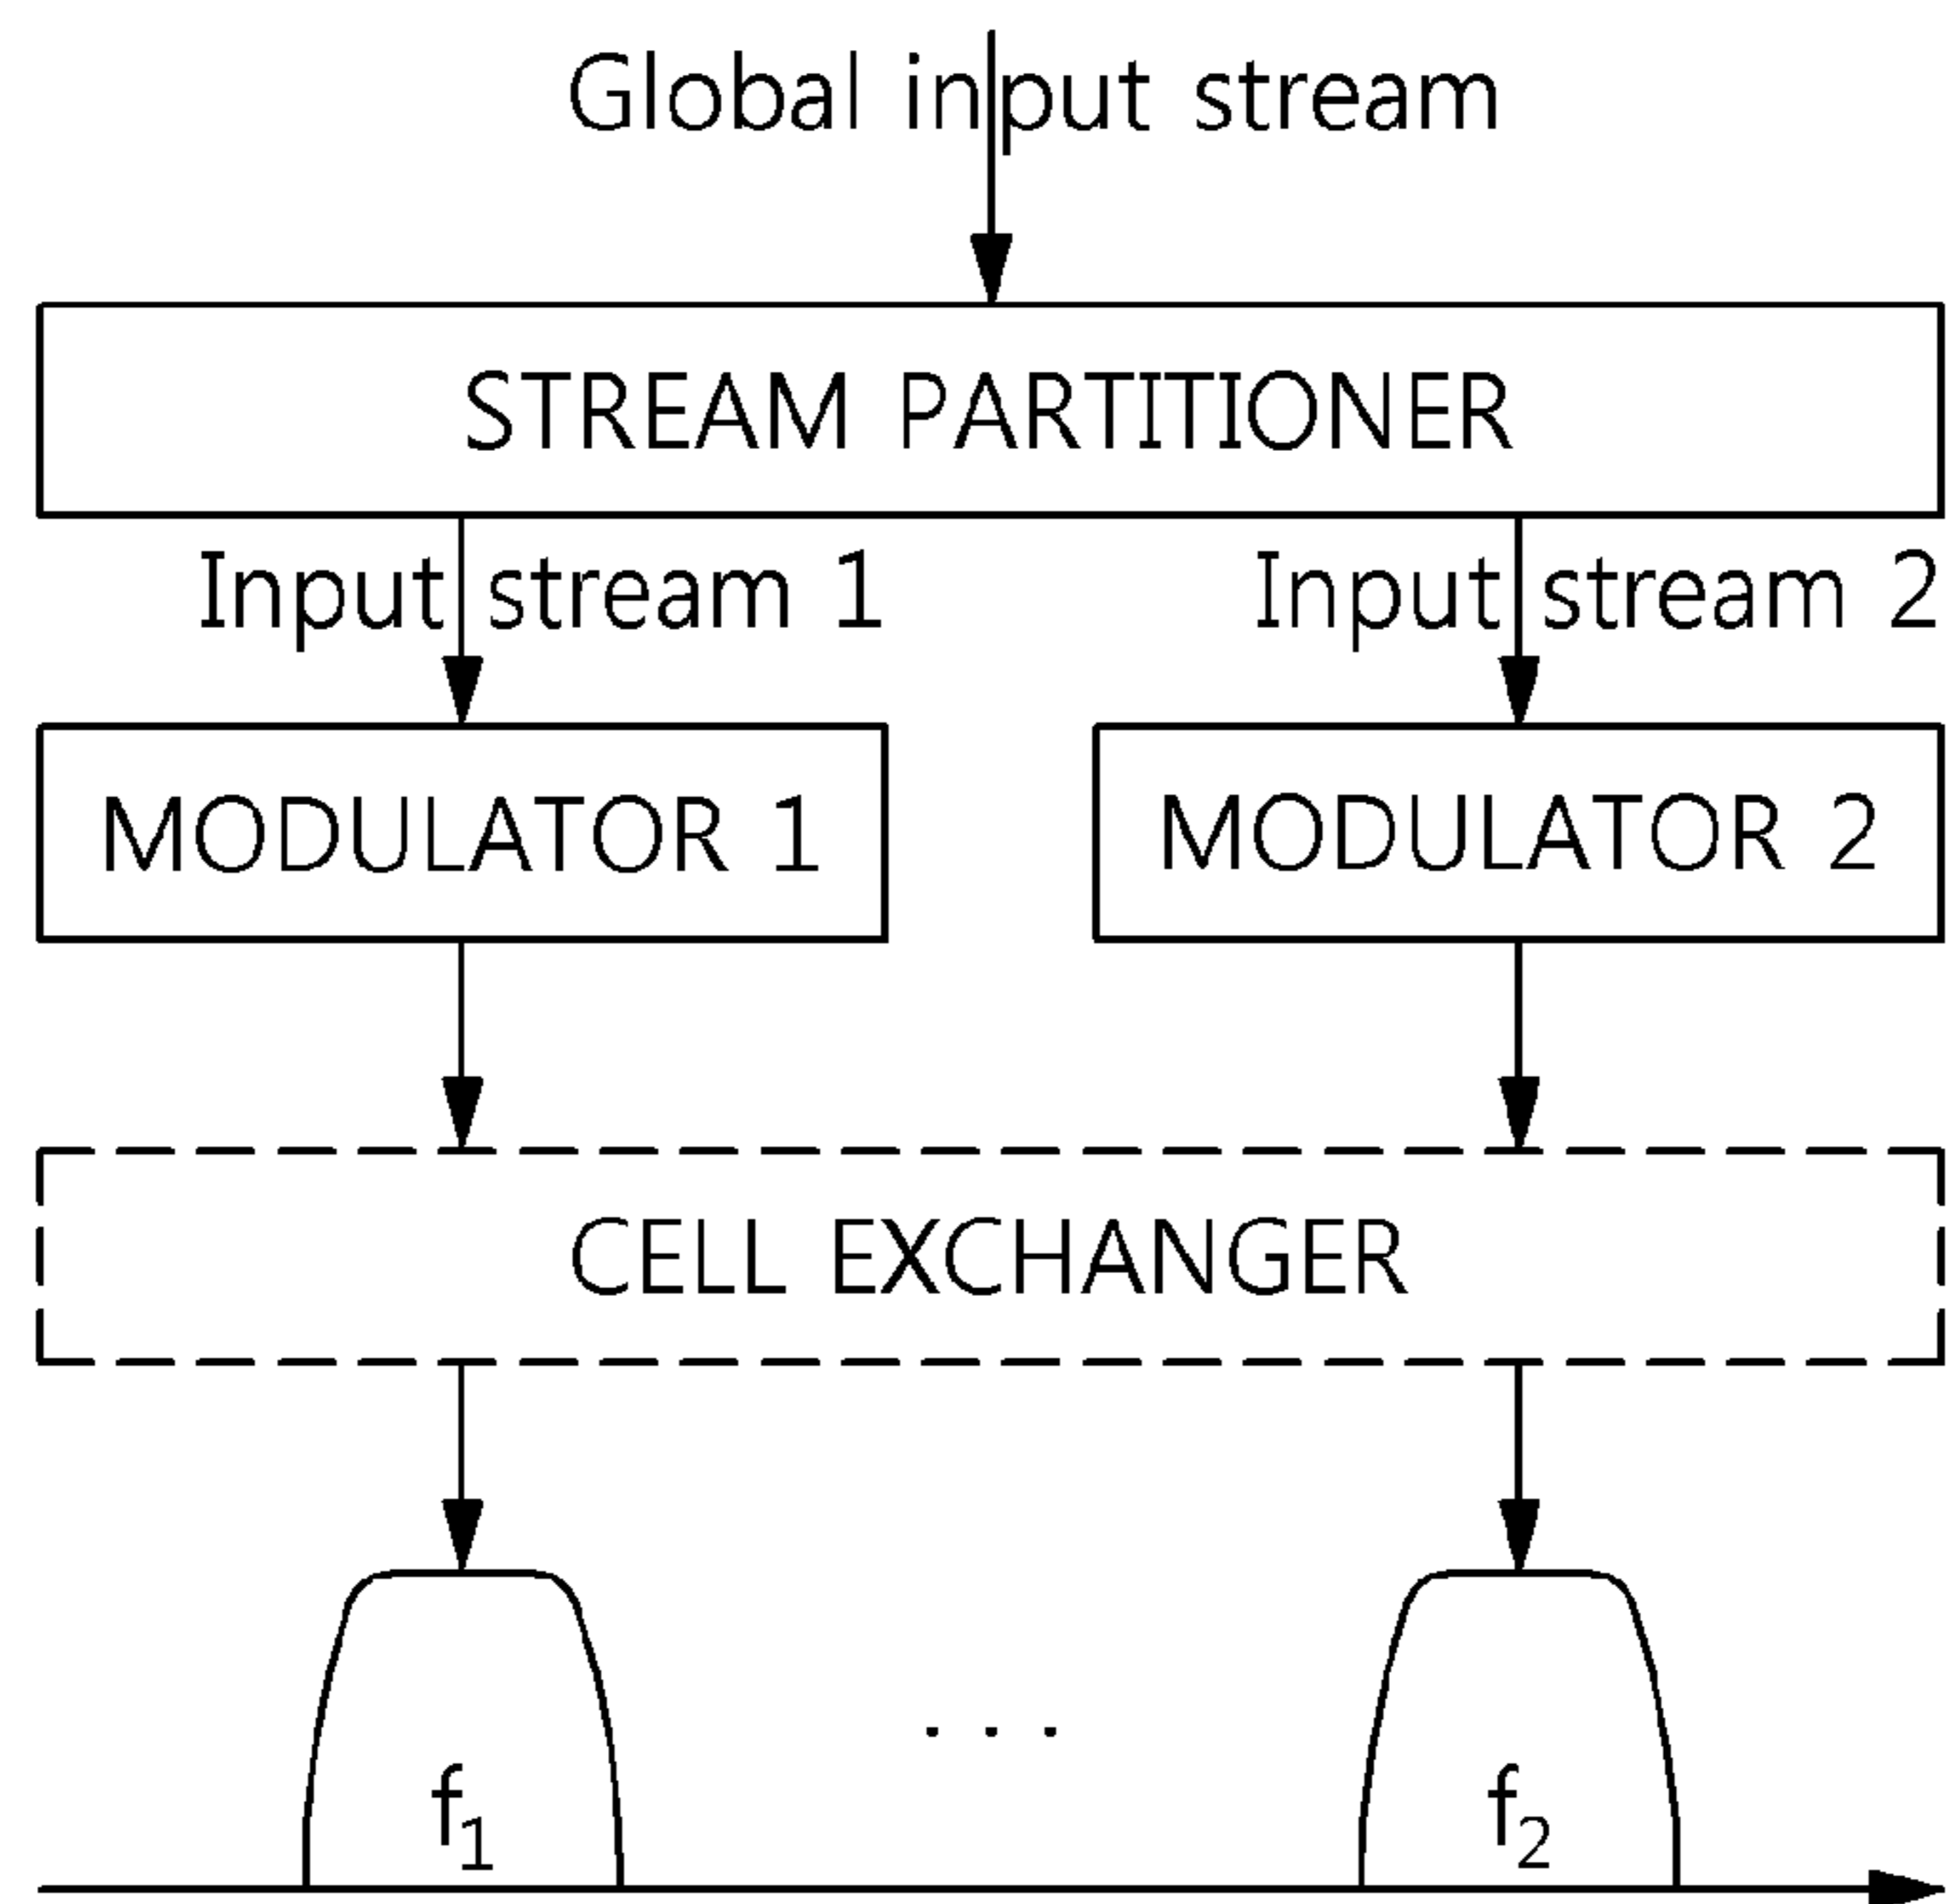 Global input stream
STREAM PARTITIONER
Input stream 1 Input stream 2
MODULATOR 1 MODULATOR 2
CELL EXCHANGER
...
f1 f2